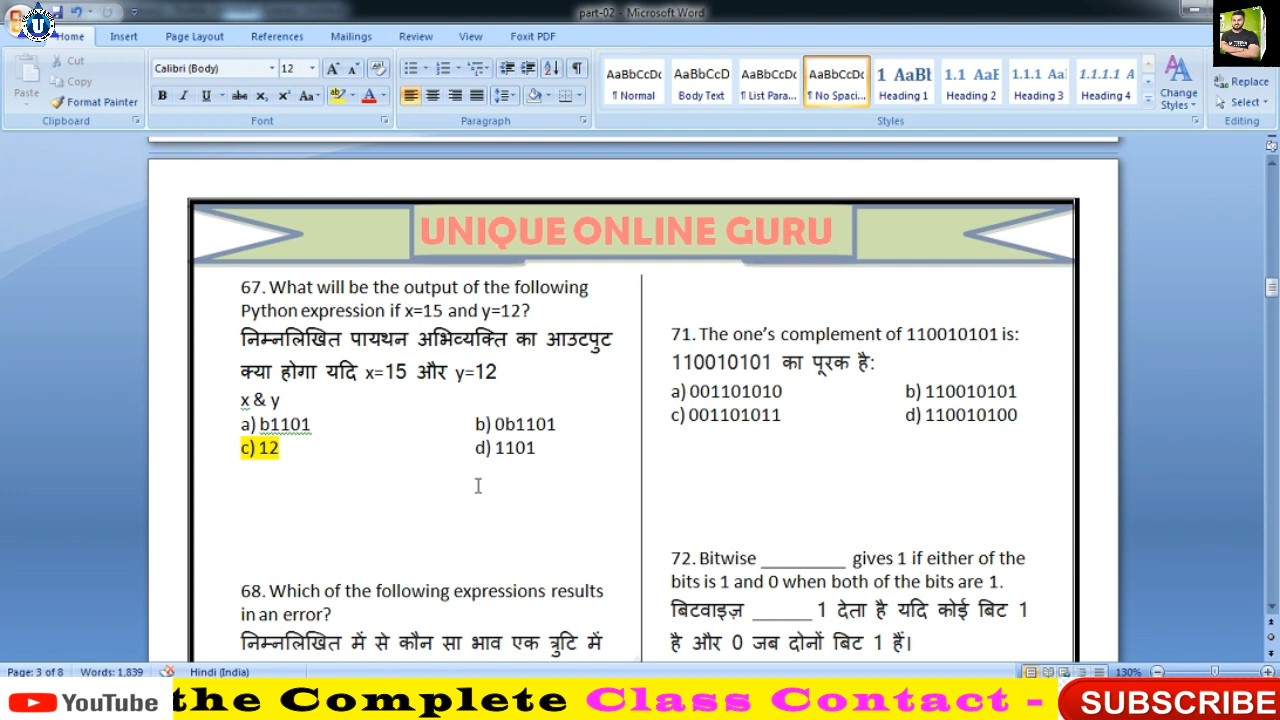 part-02 - Microsoft Word
Home Insert Page Layout References Mailings Review View Foxit PDF
Paste
Cut
Copy
Format Painter
Clipboard
Calibri (Body) 12
Font
Paragraph
AaBbCcDc AaBbCcD AaBbCcDc AaBbCcDc 1 AaBb 1.1 AaB 1.1.1 Aa 1.1.1.1 A
¶ Normal Body Text ¶ List Para... ¶ No Spaci... Heading 1 Heading 2 Heading 3 Heading 4
Styles
Change Styles
Replace
Select
Editing
U
UNIQUE ONLINE GURU
67. What will be the output of the following
Python expression if x=15 and y=12?
निम्नलिखित पायथन अभिव्यक्ति का आउटपुट
क्या होगा यदि x=15 और y=12
x & y
a) b1101 b) 0b1101
c) 12 d) 1101
68. Which of the following expressions results
in an error?
निम्नलिखित में से कौन सा भाव एक त्रुटि में
71. The one’s complement of 110010101 is:
110010101 का पूरक है:
a) 001101010 b) 110010101
c) 001101011 d) 110010100
72. Bitwise _________ gives 1 if either of the
bits is 1 and 0 when both of the bits are 1.
बिटवाइज़ ______ 1 देता है यदि कोई बिट 1
है और 0 जब दोनों बिट 1 हैं।
Page: 3 of 8 Words: 1,839 Hindi (India) 130%
YouTube the Complete Class Contact - SUBSCRIBE